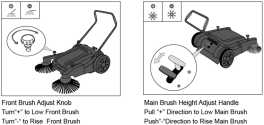 Front Brush Adjust Knob
Turn"+" to Low Front Brush
Turn"-" to Rise Front Brush
Main Brush Height Adjust Handle
Pull "+" Direction to Low Main Brush
Push"-"Direction to Rise Main Brush